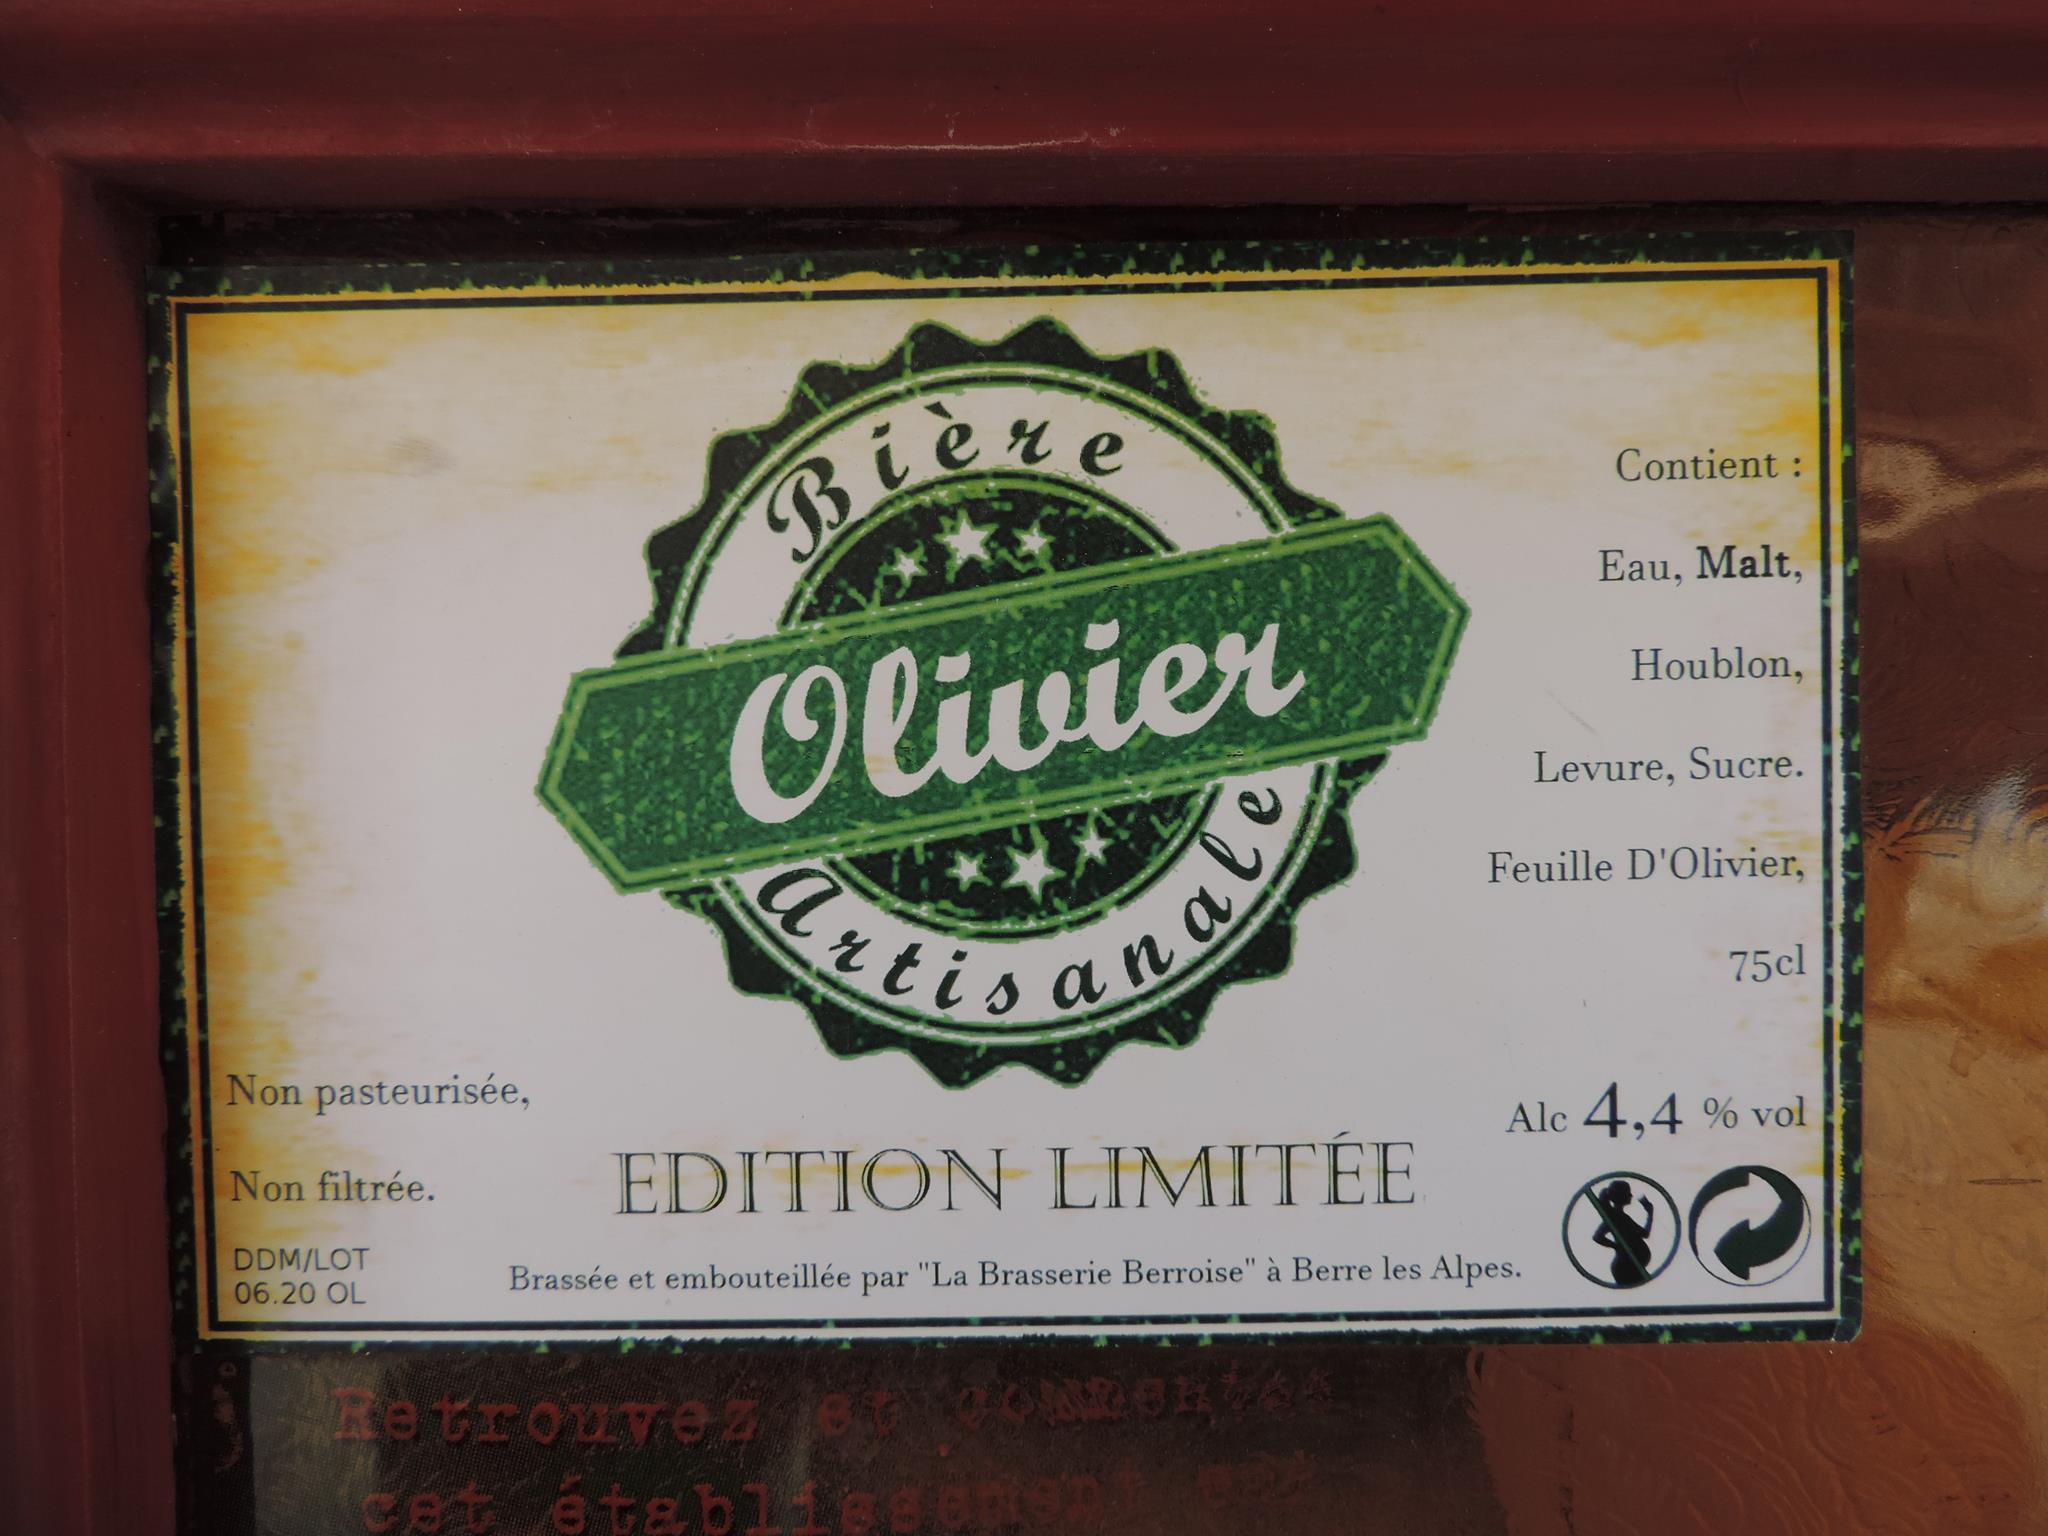 Bière
Olivier
Artisanale
Contient :
Eau, Malt,
Houblon,
Levure, Sucre.
Feuille D'Olivier,
75cl
Alc 4,4 % vol
Non pasteurisée,
Non filtrée.
EDITION LIMITÉE
DDM/LOT
06.20 OL
Brassée et embouteillée par "La Brasserie Berroise" à Berre les Alpes.
Retrouvez et commentez
cet établissement